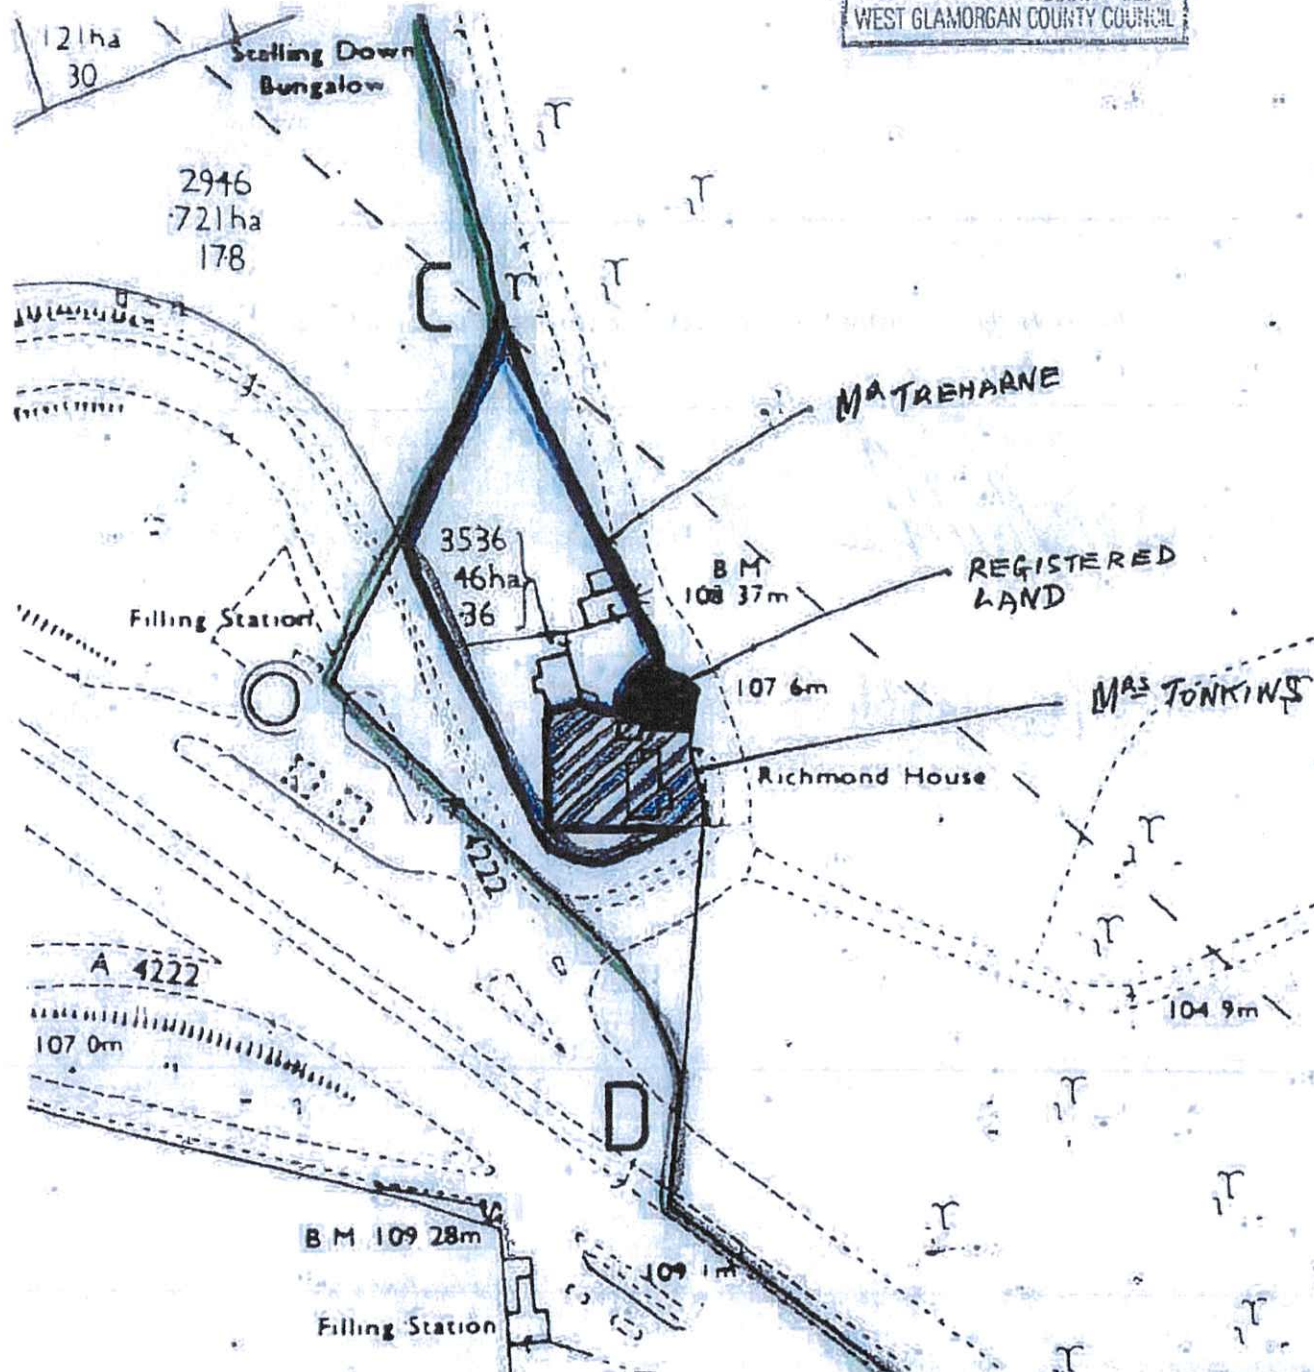 WEST GLAMORGAN COUNTY COUNCIL
121ha
30
Stalling Down
Bungalow
2946
·721ha
178
C
Mr TREHARNE
3536
46ha
·36
B M
108 37m
REGISTERED
LAND
Filling Station
107 6m
Mrs TONKINS
Richmond House
4222
A 4222
107 0m
104 9m
D
B M 109 28m
109 1m
Filling Station